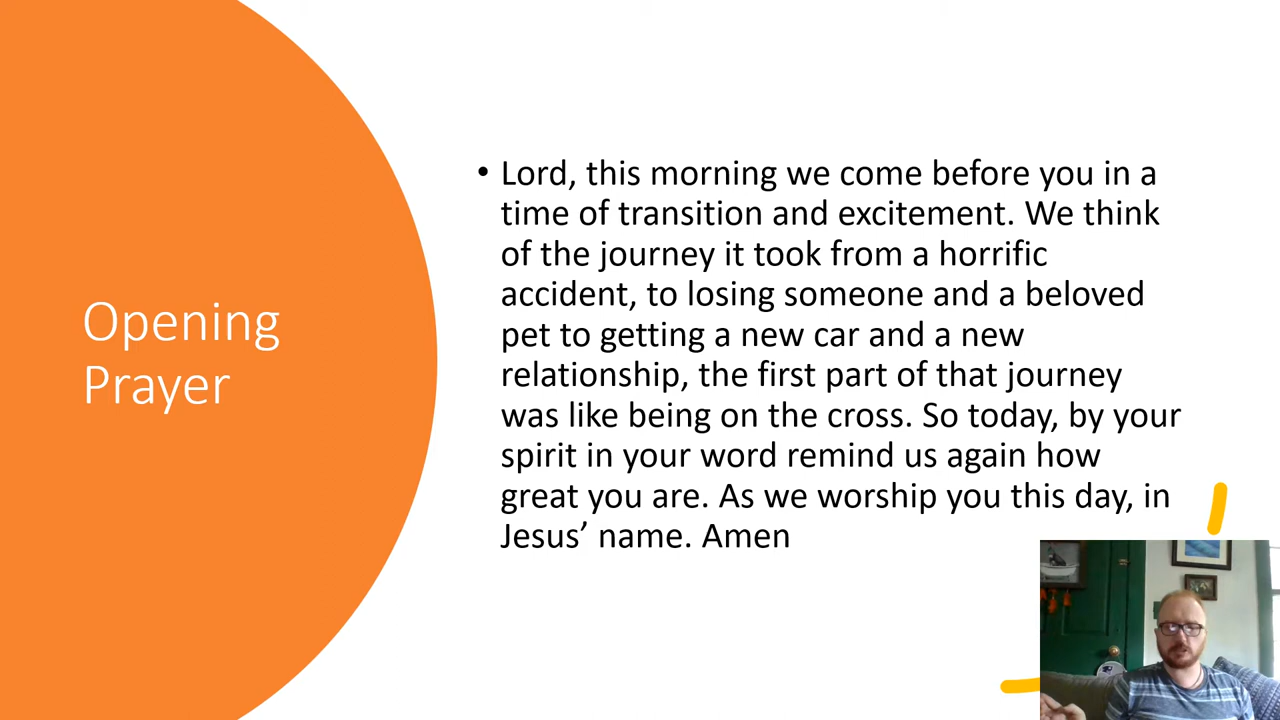 Opening
Prayer
• Lord, this morning we come before you in a
time of transition and excitement. We think
of the journey it took from a horrific
accident, to losing someone and a beloved
pet to getting a new car and a new
relationship, the first part of that journey
was like being on the cross. So today, by your
spirit in your word remind us again how
great you are. As we worship you this day, in
Jesus’ name. Amen